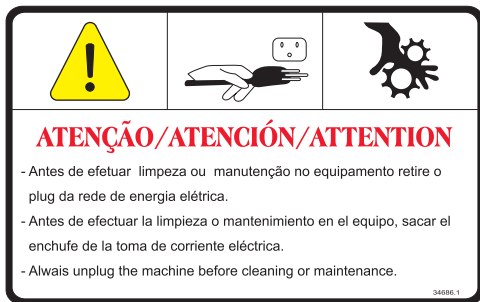 ATENÇÃO/ATENCIÓN/ATTENTION
- Antes de efetuar limpeza ou manutenção no equipamento retire o
plug da rede de energia elétrica.
- Antes de efectuar la limpieza o mantenimiento en el equipo, sacar el
enchufe de la toma de corriente eléctrica.
- Alwais unplug the machine before cleaning or maintenance.
34686.1